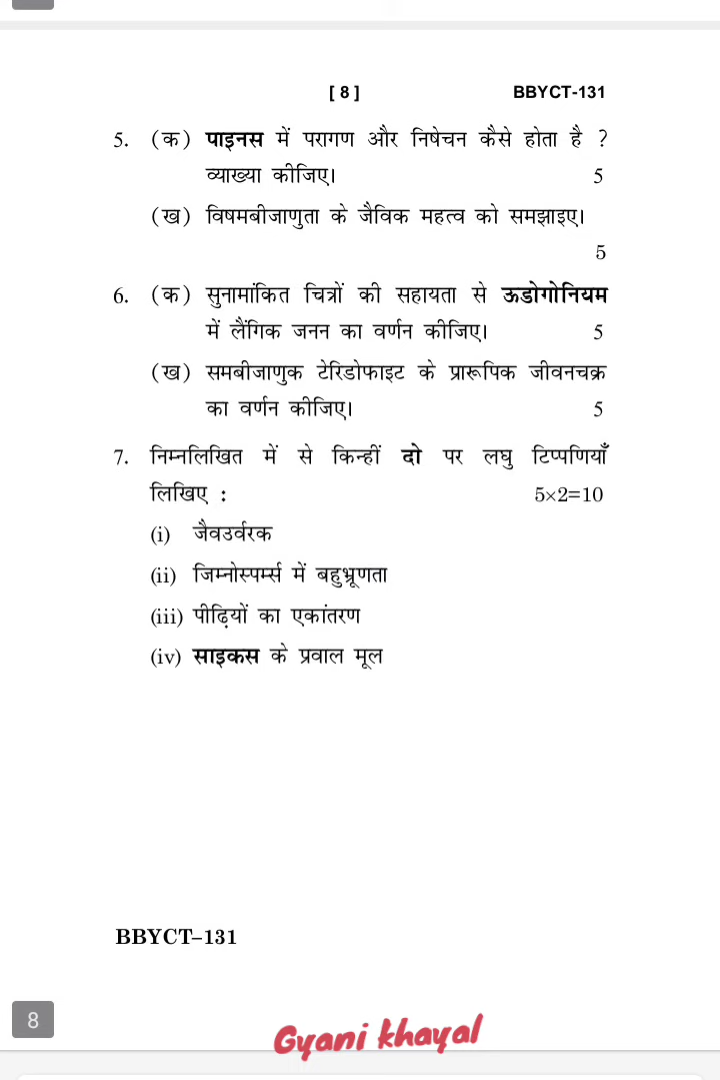 [ 8 ] BBYCT-131
5. (क) पाइनस में परागण और निषेचन कैसे होता है ?
व्याख्या कीजिए। 5
(ख) विषमबीजाणुता के जैविक महत्व को समझाइए।
5
6. (क) सुनामांकित चित्रों की सहायता से ऊडोगोनियम
में लैंगिक जनन का वर्णन कीजिए। 5
(ख) समबीजाणुक टेरिडोफाइट के प्रारूपिक जीवनचक्र
का वर्णन कीजिए। 5
7. निम्नलिखित में से किन्हीं दो पर लघु टिप्पणियाँ
लिखिए : 5×2=10
(i) जैवउर्वरक
(ii) जिम्नोस्पर्म्स में बहुभ्रूणता
(iii) पीढ़ियों का एकांतरण
(iv) साइकस के प्रवाल मूल
BBYCT–131
8
Gyani khayal